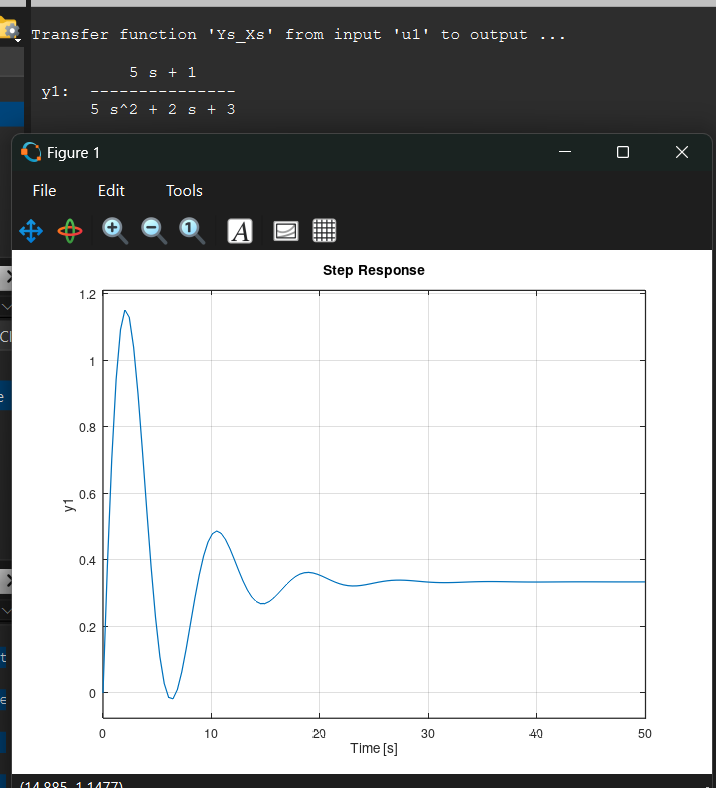 Transfer function 'Ys_Xs' from input 'u1' to output ...
5 s + 1
y1: ---------------
5 s^2 + 2 s + 3
Figure 1
File Edit Tools
1 A
Step Response
1.2
1
0.8
0.6
0.4
0.2
0
y1
0 10 20 30 40 50
Time [s]
(14.885, 1.1477)